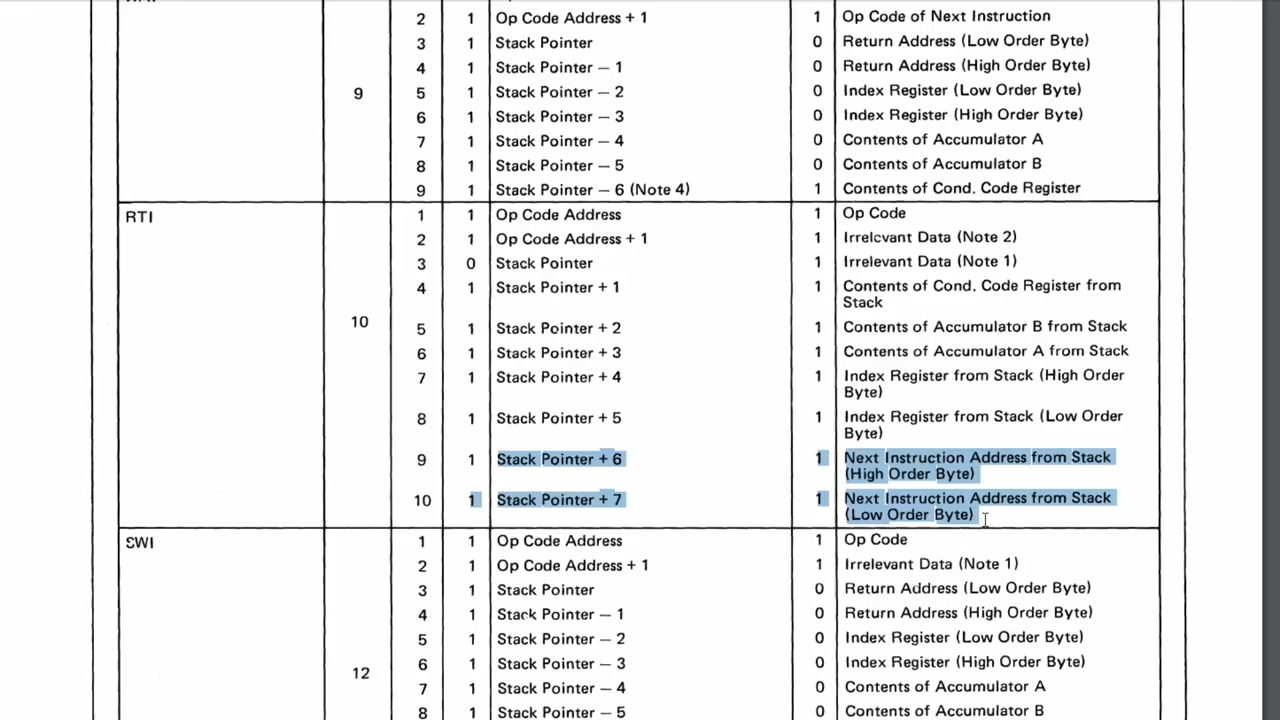 2 1 Op Code Address + 1 1 Op Code of Next Instruction
3 1 Stack Pointer 0 Return Address (Low Order Byte)
4 1 Stack Pointer — 1 0 Return Address (High Order Byte)
9 5 1 Stack Pointer — 2 0 Index Register (Low Order Byte)
6 1 Stack Pointer — 3 0 Index Register (High Order Byte)
7 1 Stack Pointer — 4 0 Contents of Accumulator A
8 1 Stack Pointer — 5 0 Contents of Accumulator B
9 1 Stack Pointer — 6 (Note 4) 1 Contents of Cond. Code Register
RTI 1 1 Op Code Address 1 Op Code
2 1 Op Code Address + 1 1 Irrelevant Data (Note 2)
3 0 Stack Pointer 1 Irrelevant Data (Note 1)
4 1 Stack Pointer + 1 1 Contents of Cond. Code Register from
Stack
10 5 1 Stack Pointer + 2 1 Contents of Accumulator B from Stack
6 1 Stack Pointer + 3 1 Contents of Accumulator A from Stack
7 1 Stack Pointer + 4 1 Index Register from Stack (High Order
Byte)
8 1 Stack Pointer + 5 1 Index Register from Stack (Low Order
Byte)
9 1 Stack Pointer + 6 1 Next Instruction Address from Stack
(High Order Byte)
10 1 Stack Pointer + 7 1 Next Instruction Address from Stack
(Low Order Byte)
SWI 1 1 Op Code Address 1 Op Code
2 1 Op Code Address + 1 1 Irrelevant Data (Note 1)
3 1 Stack Pointer 0 Return Address (Low Order Byte)
4 1 Stack Pointer — 1 0 Return Address (High Order Byte)
5 1 Stack Pointer — 2 0 Index Register (Low Order Byte)
6 1 Stack Pointer — 3 0 Index Register (High Order Byte)
12 7 1 Stack Pointer — 4 0 Contents of Accumulator A
8 1 Stack Pointer — 5 0 Contents of Accumulator B